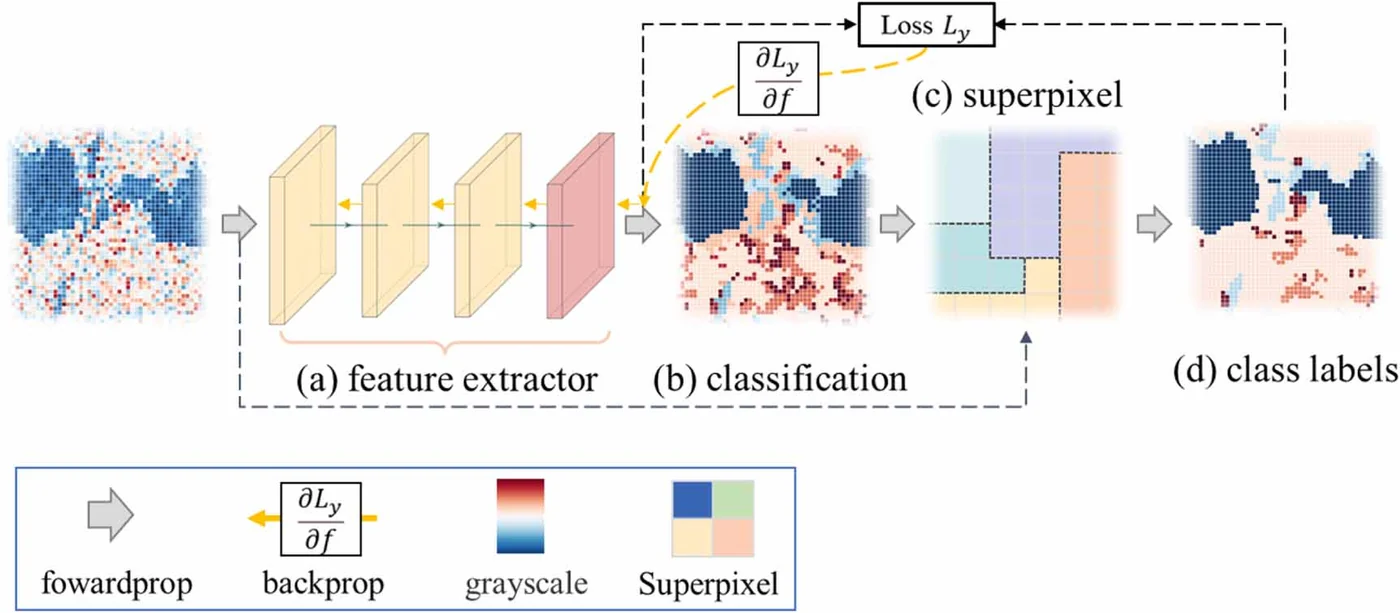 Loss L_y
∂L_y
∂f
(c) superpixel
(a) feature extractor
(b) classification
(d) class labels
∂L_y
∂f
fowardprop
backprop
grayscale
Superpixel